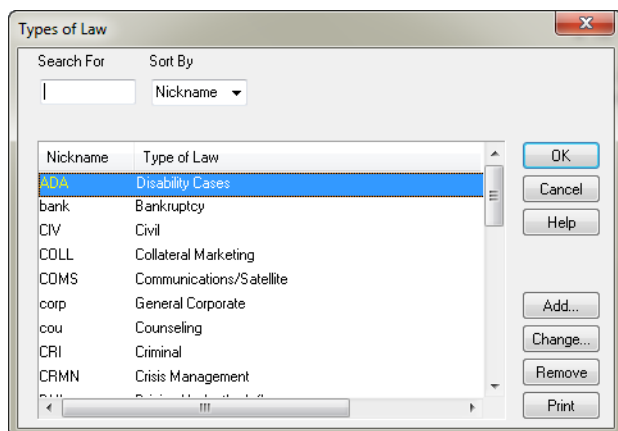 Types of Law
Search For Sort By
Nickname
Nickname Type of Law
ADA Disability Cases
bank Bankruptcy
CIV Civil
COLL Collateral Marketing
COMS Communications/Satellite
corp General Corporate
cou Counseling
CRI Criminal
CRMN Crisis Management
OK
Cancel
Help
Add...
Change...
Remove
Print